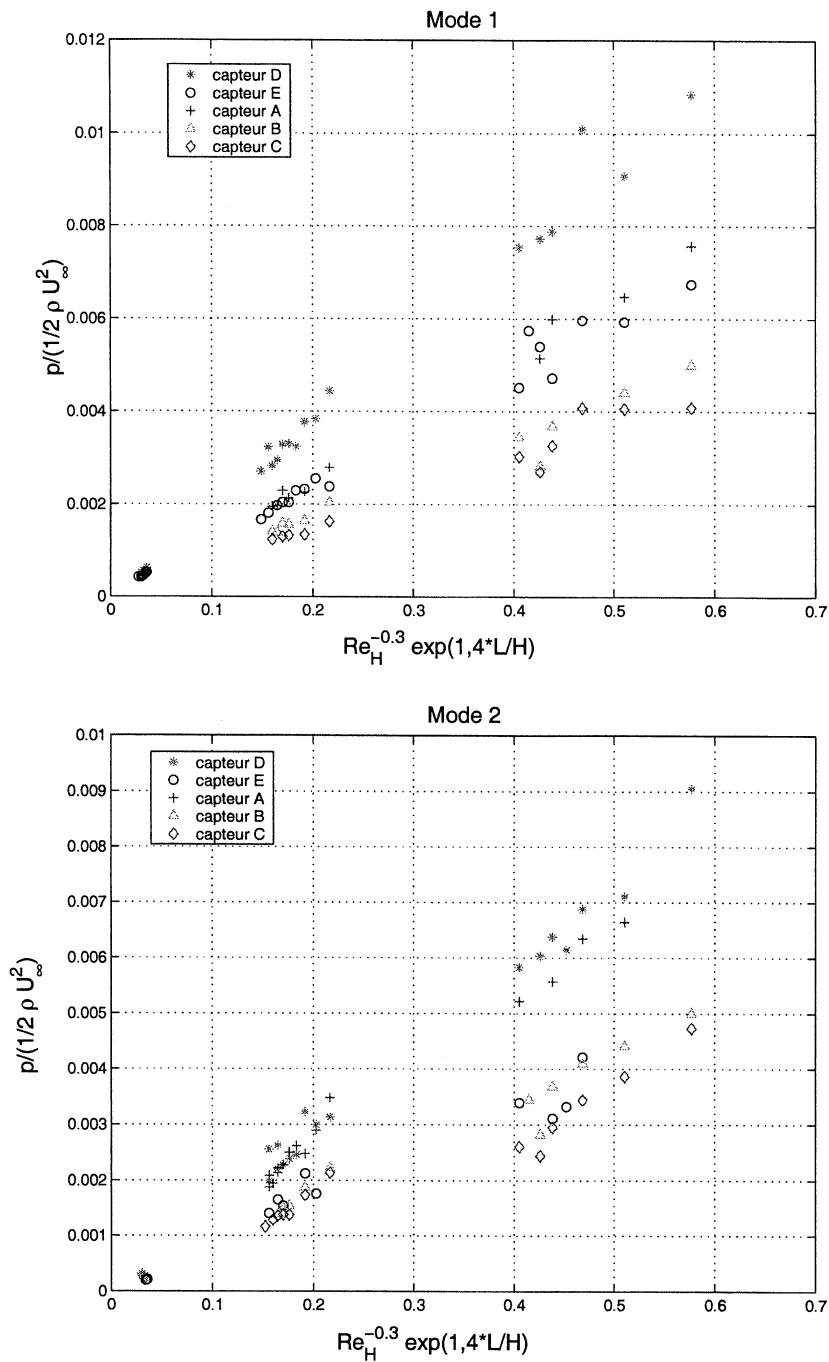 Mode 1
0.012
0.01
0.008
0.006
0.004
0.002
0
p/(1/2 ρ U²∞)
capteur D
capteur E
capteur A
capteur B
capteur C
0 0.1 0.2 0.3 0.4 0.5 0.6 0.7
Re_H^-0.3 exp(1,4*L/H)
Mode 2
0.01
0.009
0.008
0.007
0.006
0.005
0.004
0.003
0.002
0.001
0
p/(1/2 ρ U²∞)
capteur D
capteur E
capteur A
capteur B
capteur C
0 0.1 0.2 0.3 0.4 0.5 0.6 0.7
Re_H^-0.3 exp(1,4*L/H)